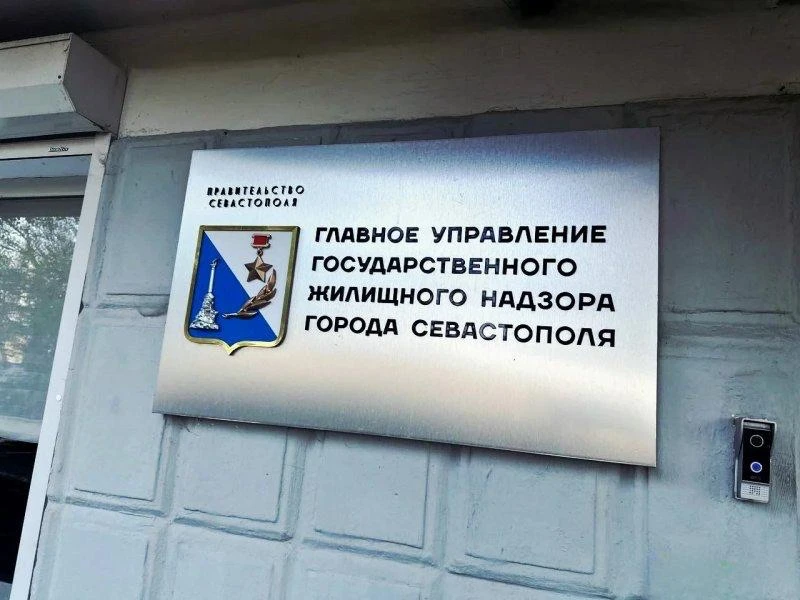 ПРАВИТЕЛЬСТВО
СЕВАСТОПОЛЯ
ГЛАВНОЕ УПРАВЛЕНИЕ
ГОСУДАРСТВЕННОГО
ЖИЛИЩНОГО НАДЗОРА
ГОРОДА СЕВАСТОПОЛЯ